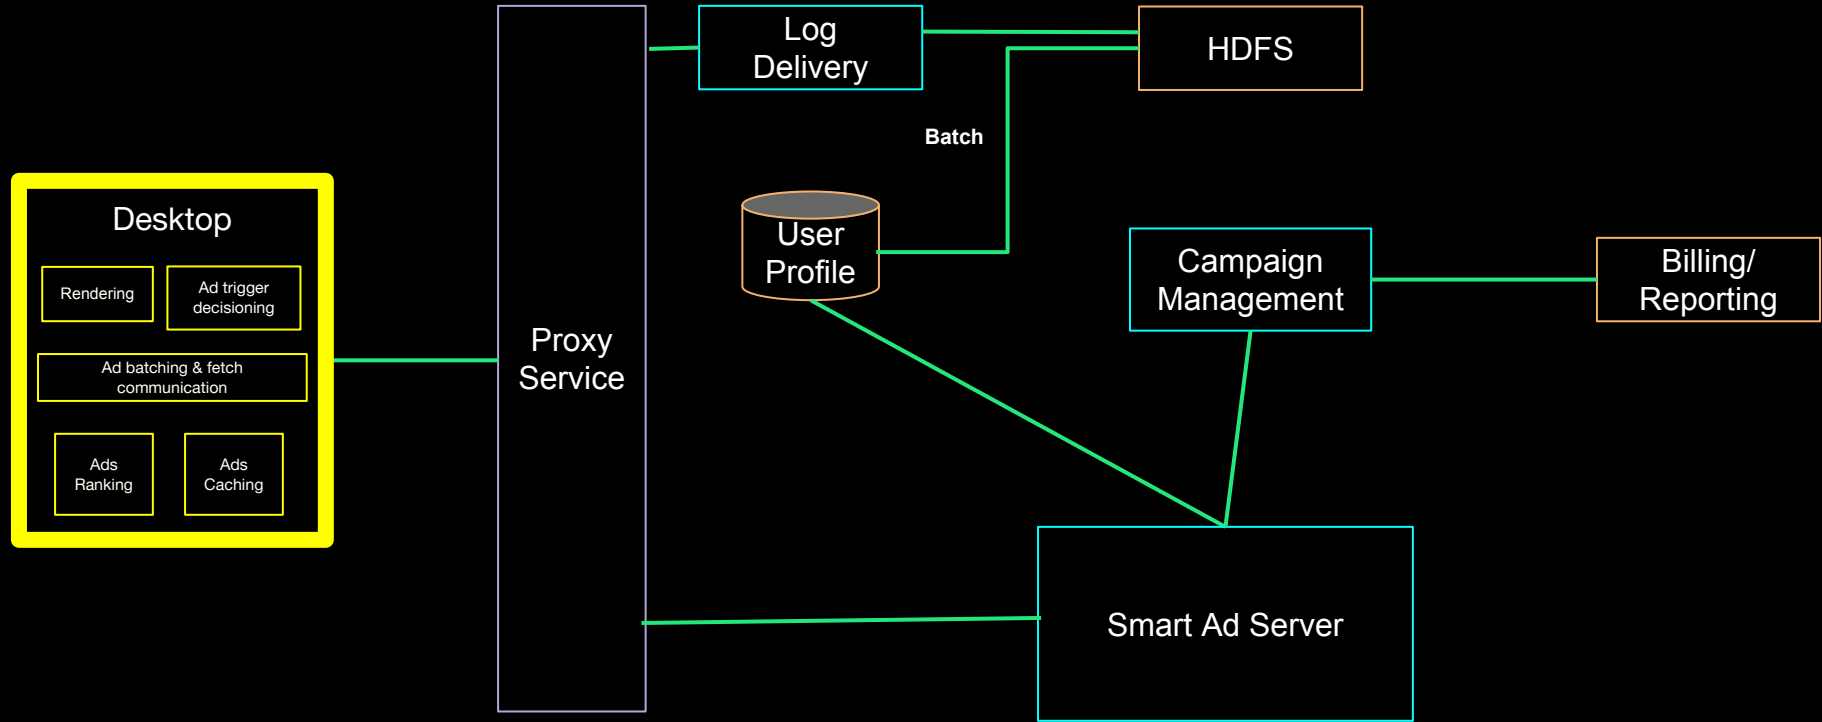 Log
Delivery
HDFS
Batch
Desktop
Rendering
Ad trigger
decisioning
Ad batching & fetch
communication
Ads
Ranking
Ads
Caching
Proxy
Service
User
Profile
Campaign
Management
Billing/
Reporting
Smart Ad Server